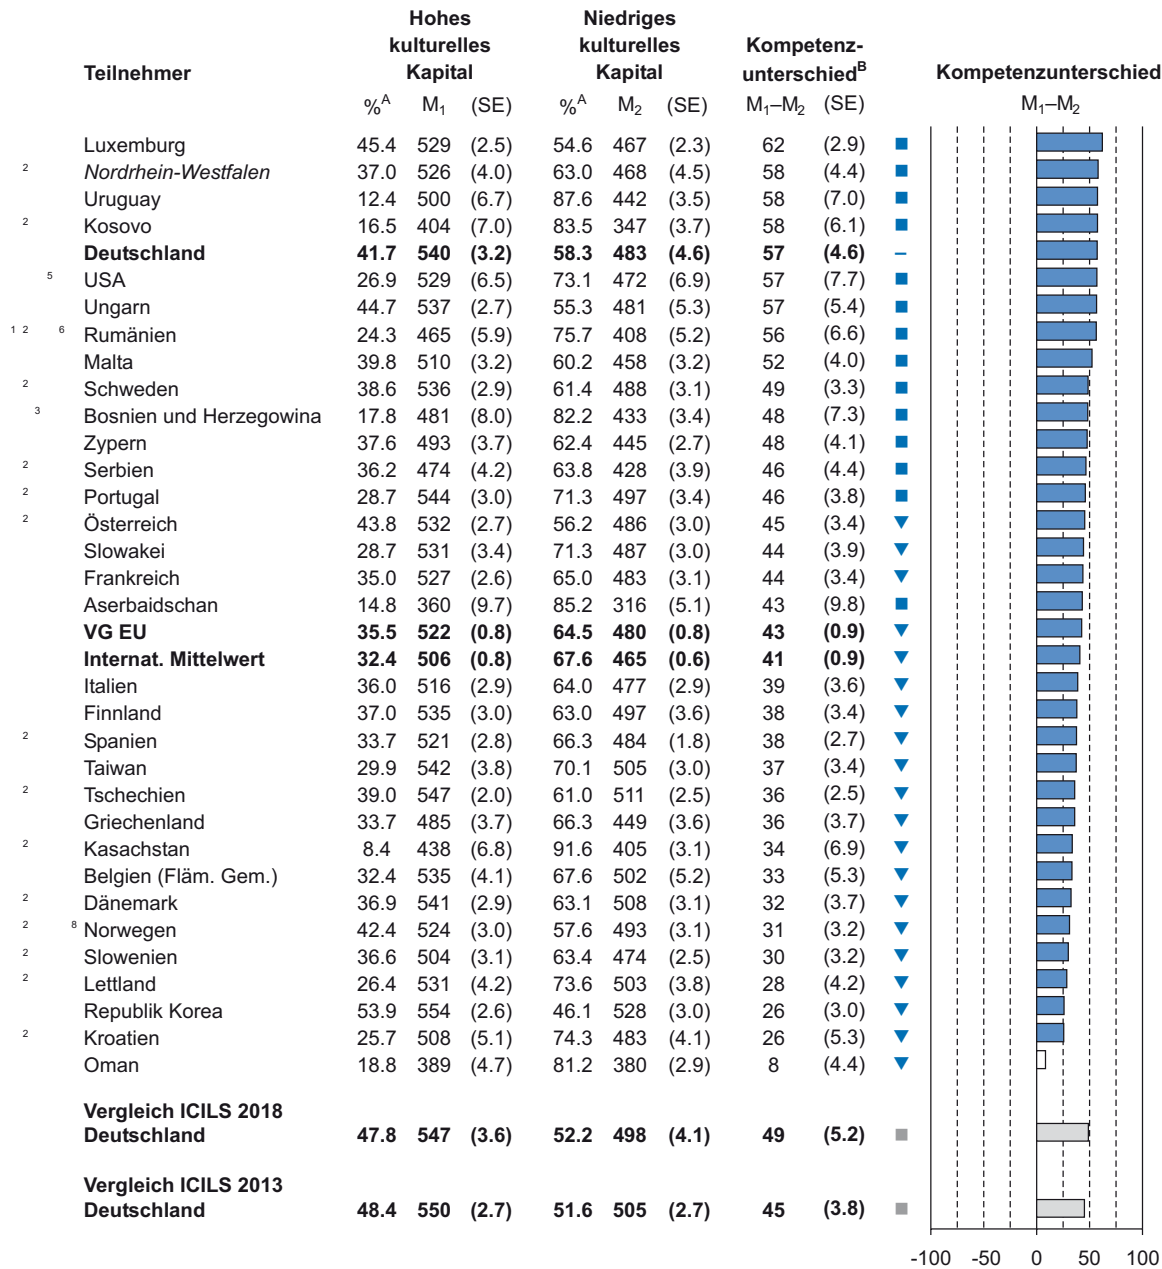 Hohes Niedriges
kulturelles kulturelles Kompetenz-
Teilnehmer Kapital Kapital unterschied^B Kompetenzunterschied
%^A M₁ (SE) %^A M₂ (SE) M₁–M₂ (SE) M₁–M₂
Luxemburg 45.4 529 (2.5) 54.6 467 (2.3) 62 (2.9) ■
² Nordrhein-Westfalen 37.0 526 (4.0) 63.0 468 (4.5) 58 (4.4) ■
Uruguay 12.4 500 (6.7) 87.6 442 (3.5) 58 (7.0) ■
² Kosovo 16.5 404 (7.0) 83.5 347 (3.7) 58 (6.1) ■
Deutschland 41.7 540 (3.2) 58.3 483 (4.6) 57 (4.6) –
⁵ USA 26.9 529 (6.5) 73.1 472 (6.9) 57 (7.7) ■
Ungarn 44.7 537 (2.7) 55.3 481 (5.3) 57 (5.4) ■
¹ ² ⁶ Rumänien 24.3 465 (5.9) 75.7 408 (5.2) 56 (6.6) ■
Malta 39.8 510 (3.2) 60.2 458 (3.2) 52 (4.0) ■
² Schweden 38.6 536 (2.9) 61.4 488 (3.1) 49 (3.3) ■
³ Bosnien und Herzegowina 17.8 481 (8.0) 82.2 433 (3.4) 48 (7.3) ■
Zypern 37.6 493 (3.7) 62.4 445 (2.7) 48 (4.1) ■
² Serbien 36.2 474 (4.2) 63.8 428 (3.9) 46 (4.4) ■
² Portugal 28.7 544 (3.0) 71.3 497 (3.4) 46 (3.8) ■
² Österreich 43.8 532 (2.7) 56.2 486 (3.0) 45 (3.4) ▼
Slowakei 28.7 531 (3.4) 71.3 487 (3.0) 44 (3.9) ▼
Frankreich 35.0 527 (2.6) 65.0 483 (3.1) 44 (3.4) ▼
Aserbaidschan 14.8 360 (9.7) 85.2 316 (5.1) 43 (9.8) ■
VG EU 35.5 522 (0.8) 64.5 480 (0.8) 43 (0.9) ▼
Internat. Mittelwert 32.4 506 (0.8) 67.6 465 (0.6) 41 (0.9) ▼
Italien 36.0 516 (2.9) 64.0 477 (2.9) 39 (3.6) ▼
Finnland 37.0 535 (3.0) 63.0 497 (3.6) 38 (3.4) ▼
² Spanien 33.7 521 (2.8) 66.3 484 (1.8) 38 (2.7) ▼
Taiwan 29.9 542 (3.8) 70.1 505 (3.0) 37 (3.4) ▼
² Tschechien 39.0 547 (2.0) 61.0 511 (2.5) 36 (2.5) ▼
Griechenland 33.7 485 (3.7) 66.3 449 (3.6) 36 (3.7) ▼
² Kasachstan 8.4 438 (6.8) 91.6 405 (3.1) 34 (6.9) ▼
Belgien (Fläm. Gem.) 32.4 535 (4.1) 67.6 502 (5.2) 33 (5.3) ▼
² Dänemark 36.9 541 (2.9) 63.1 508 (3.1) 32 (3.7) ▼
² ⁸ Norwegen 42.4 524 (3.0) 57.6 493 (3.1) 31 (3.2) ▼
² Slowenien 36.6 504 (3.1) 63.4 474 (2.5) 30 (3.2) ▼
² Lettland 26.4 531 (4.2) 73.6 503 (3.8) 28 (4.2) ▼
Republik Korea 53.9 554 (2.6) 46.1 528 (3.0) 26 (3.0) ▼
² Kroatien 25.7 508 (5.1) 74.3 483 (4.1) 26 (5.3) ▼
Oman 18.8 389 (4.7) 81.2 380 (2.9) 8 (4.4) ▼
Vergleich ICILS 2018
Deutschland 47.8 547 (3.6) 52.2 498 (4.1) 49 (5.2) ■
Vergleich ICILS 2013
Deutschland 48.4 550 (2.7) 51.6 505 (2.7) 45 (3.8) ■
-100 -50 0 50 100